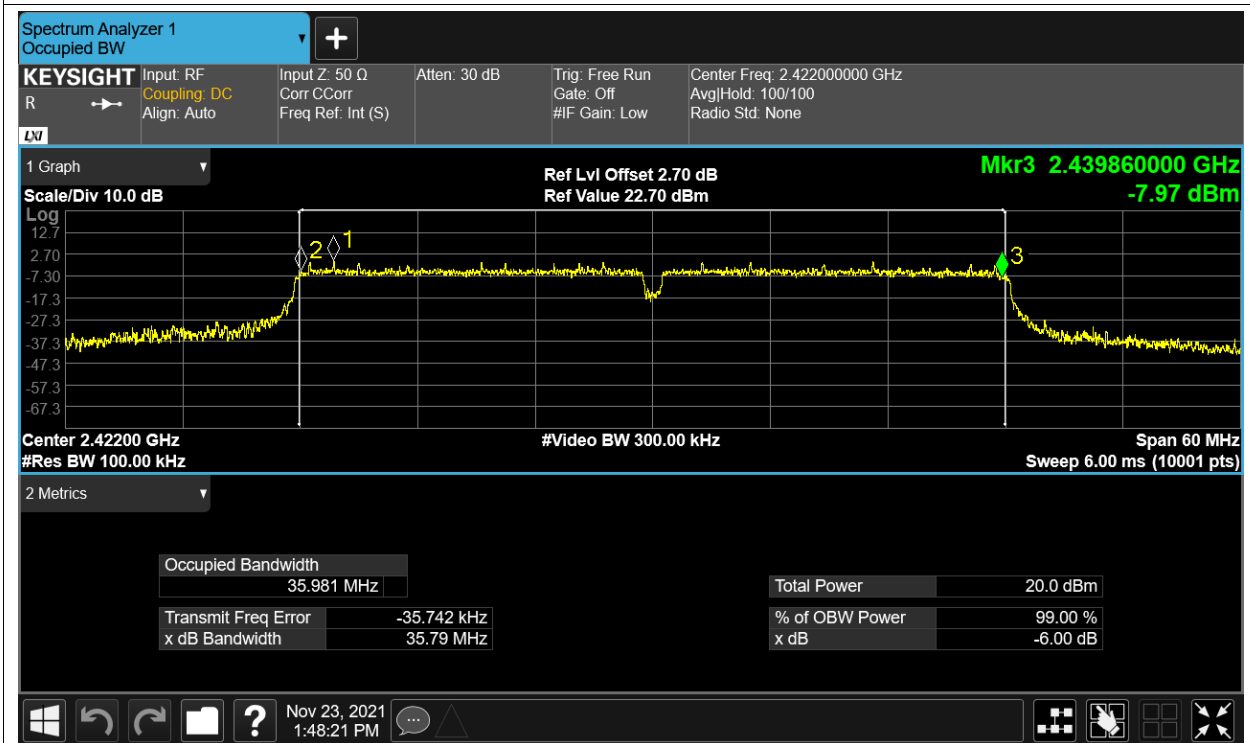 Spectrum Analyzer 1
Occupied BW
KEYSIGHT Input: RF Input Z: 50 Ω Atten: 30 dB Trig: Free Run Center Freq: 2.422000000 GHz
R Coupling: DC Corr CCorr Gate: Off Avg|Hold: 100/100
Align: Auto Freq Ref: Int (S) #IF Gain: Low Radio Std: None
LXI
1 Graph Ref Lvl Offset 2.70 dB Mkr3 2.439860000 GHz
Scale/Div 10.0 dB Ref Value 22.70 dBm -7.97 dBm
Log
12.7
2.70
-7.30
-17.3
-27.3
-37.3
-47.3
-57.3
-67.3
2 1 3
Center 2.42200 GHz #Video BW 300.00 kHz Span 60 MHz
#Res BW 100.00 kHz Sweep 6.00 ms (10001 pts)
2 Metrics
Occupied Bandwidth
35.981 MHz Total Power 20.0 dBm
Transmit Freq Error -35.742 kHz % of OBW Power 99.00 %
x dB Bandwidth 35.79 MHz x dB -6.00 dB
? Nov 23, 2021
1:48:21 PM